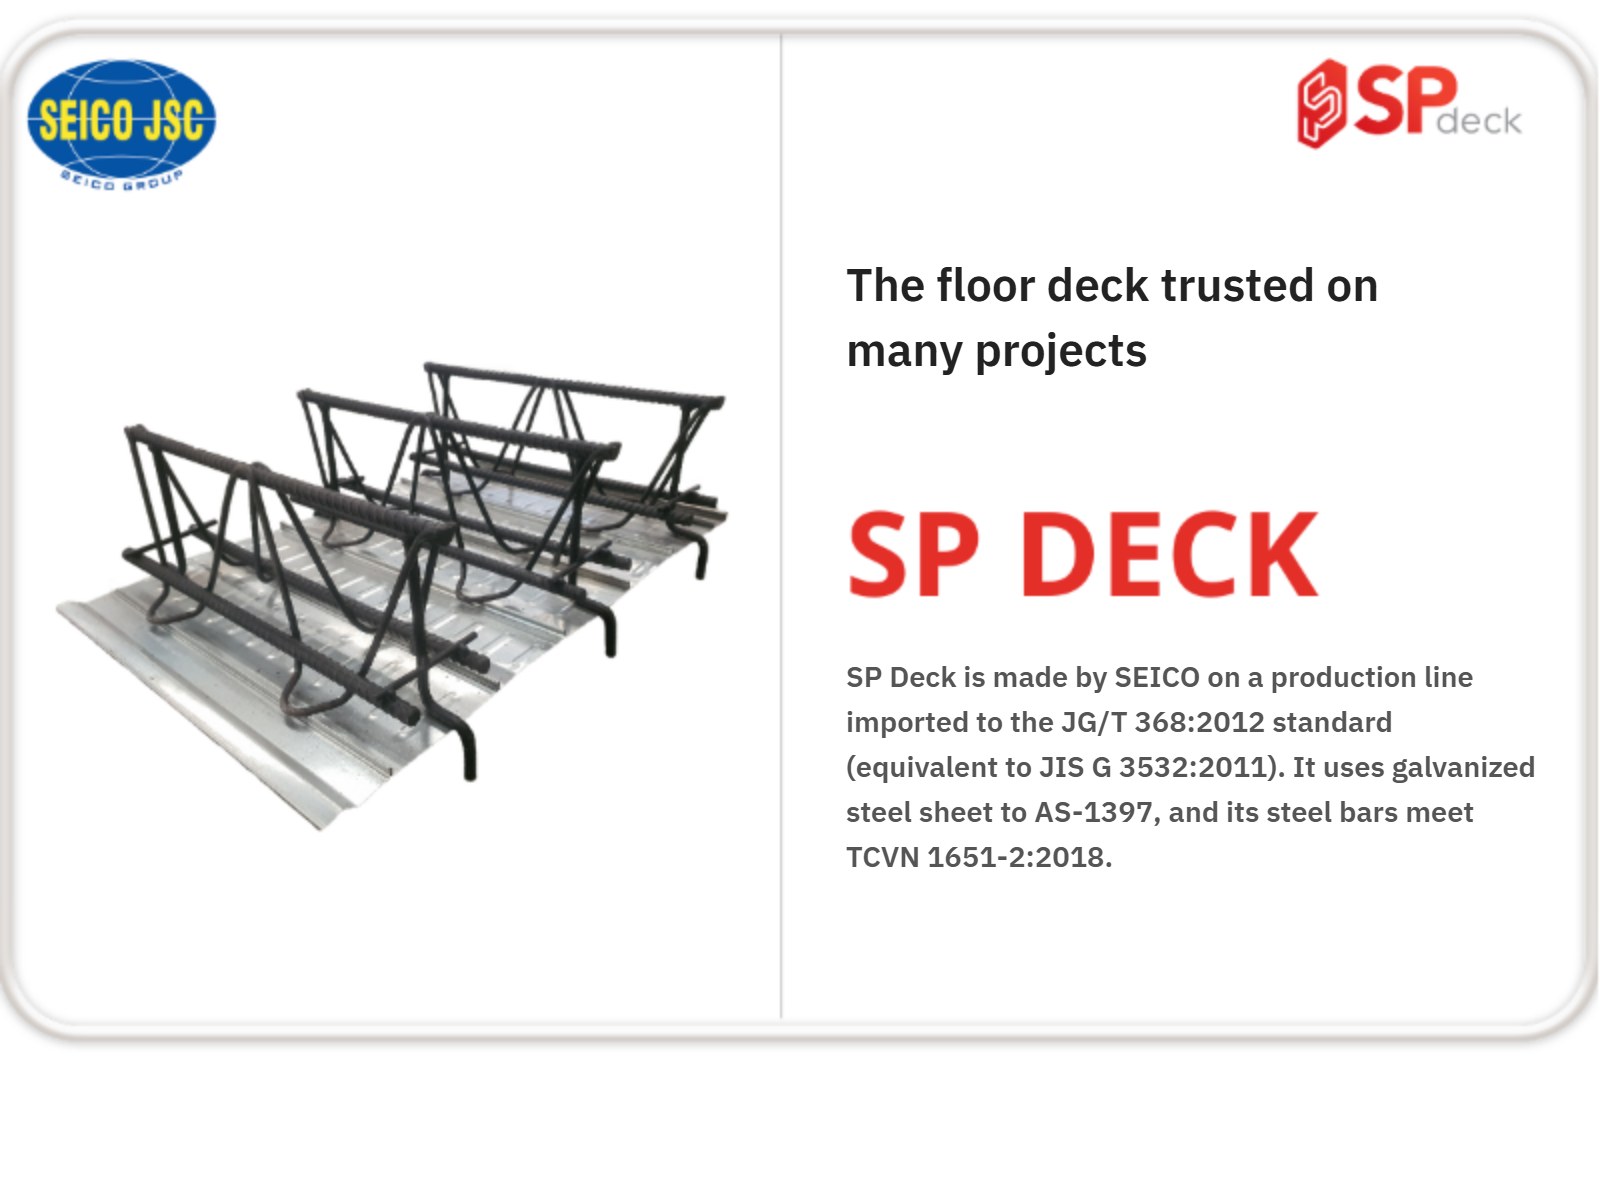 SEICO JSC
SEICO GROUP
SP deck
The floor deck trusted on
many projects
SP DECK
SP Deck is made by SEICO on a production line
imported to the JG/T 368:2012 standard
(equivalent to JIS G 3532:2011). It uses galvanized
steel sheet to AS-1397, and its steel bars meet
TCVN 1651-2:2018.